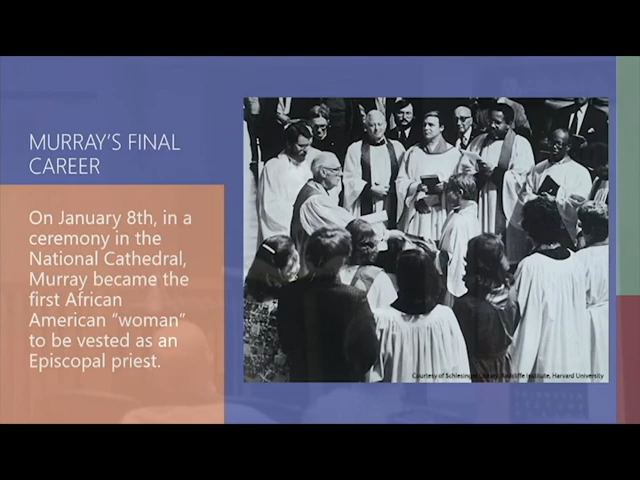 MURRAY'S FINAL
CAREER
On January 8th, in a
ceremony in the
National Cathedral,
Murray became the
first African
American “woman”
to be vested as an
Episcopal priest.
Courtesy of Schlesinger Library, Radcliffe Institute, Harvard University